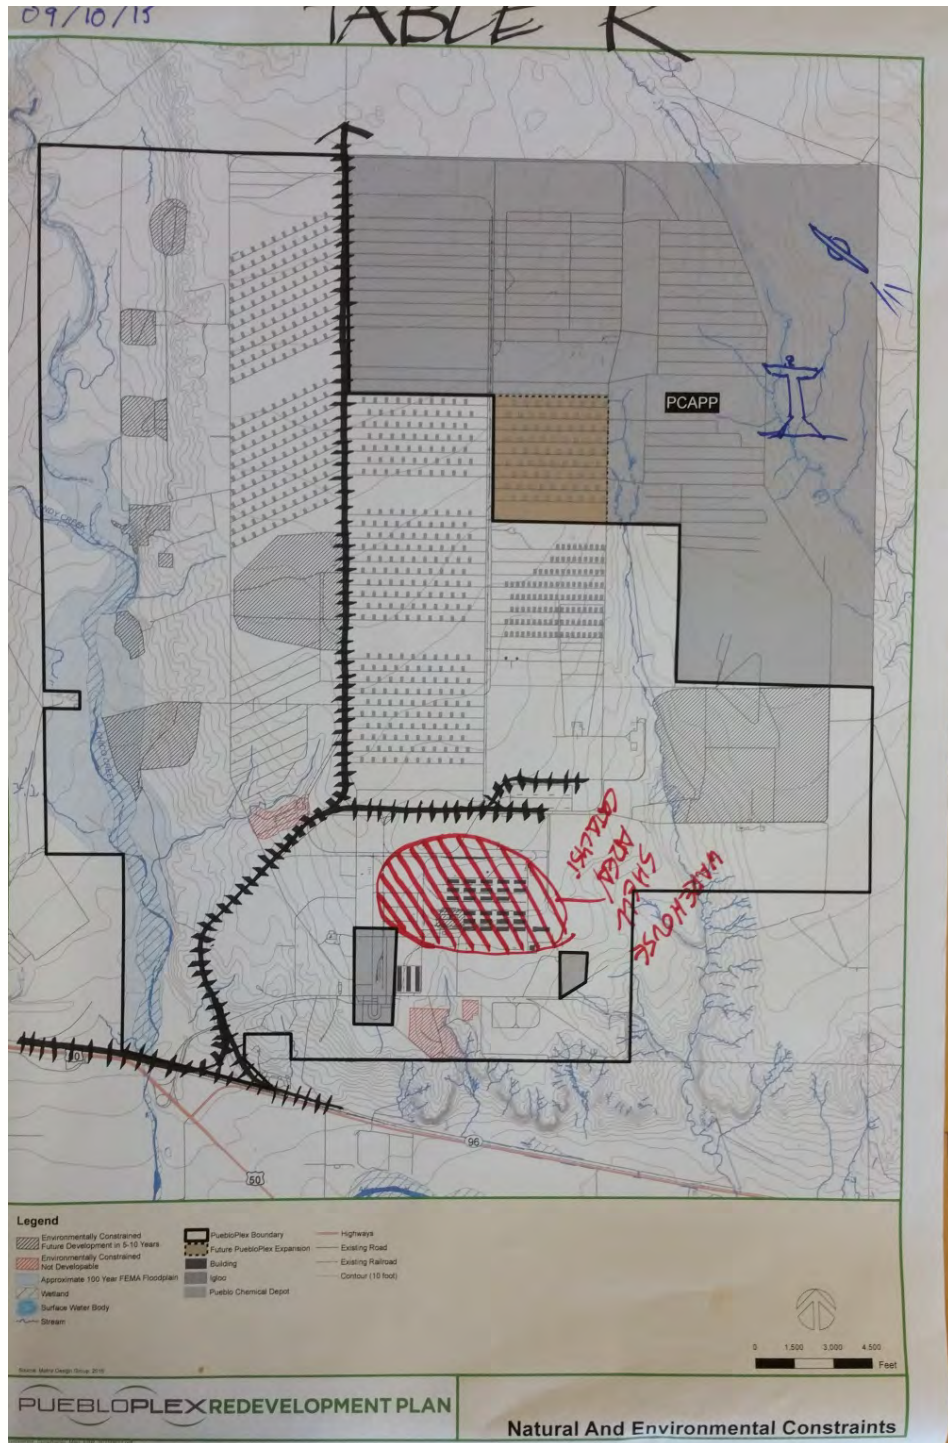 09/10/15
TABLE K
PCAPP
CATALYST
AREA
SHELL
WAREHOUSE
96
50
Legend
Environmentally Constrained
Future Development in 5-10 Years
Environmentally Constrained
Not Developable
Approximate 100 Year FEMA Floodplain
Wetland
Surface Water Body
Stream
PuebloPlex Boundary
Future PuebloPlex Expansion
Building
Igloo
Pueblo Chemical Depot
Highways
Existing Road
Existing Railroad
Contour (10 foot)
0 1,500 3,000 4,500
Feet
PUEBLOPLEX REDEVELOPMENT PLAN
Natural And Environmental Constraints